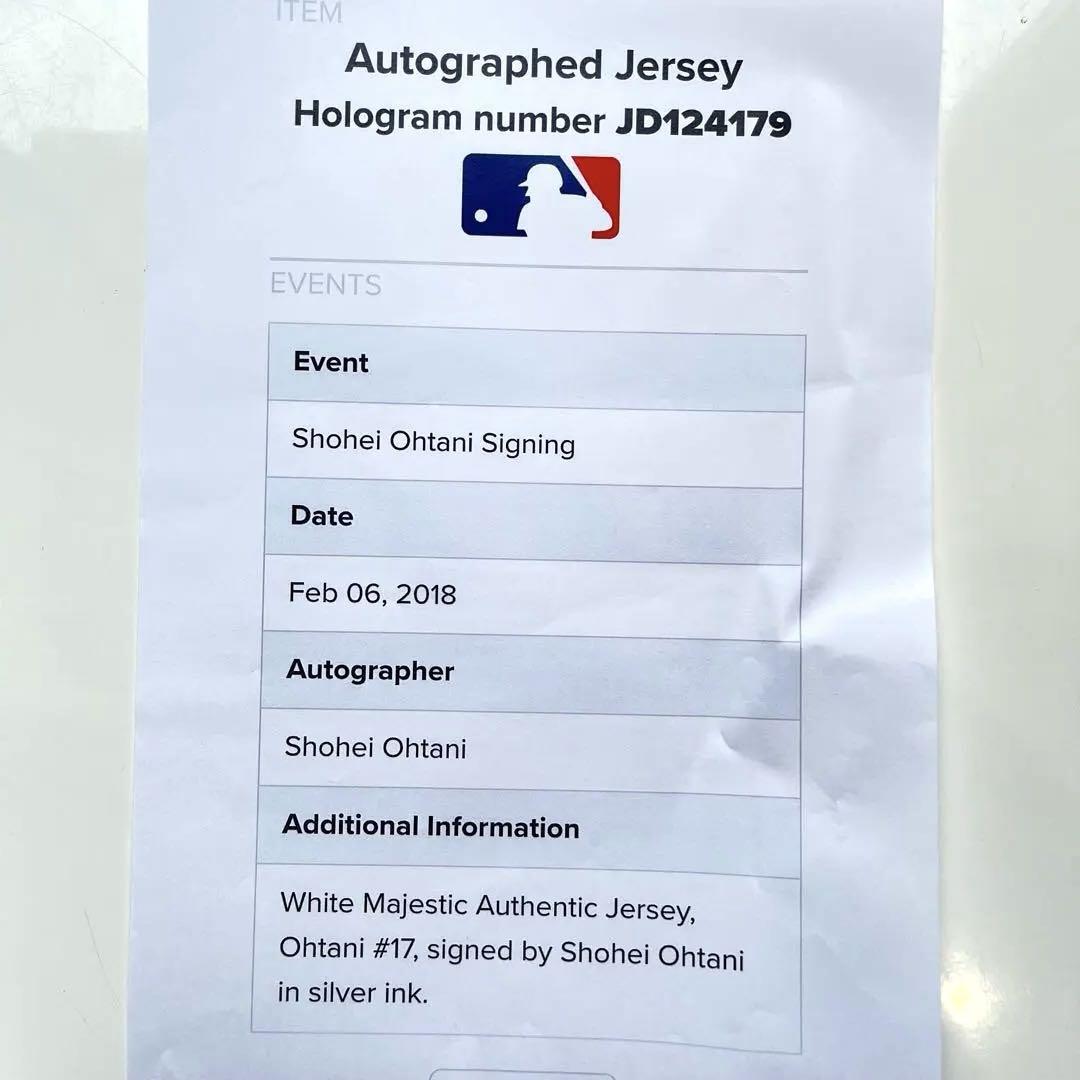 ITEM
Autographed Jersey
Hologram number JD124179
EVENTS
Event
Shohei Ohtani Signing
Date
Feb 06, 2018
Autographer
Shohei Ohtani
Additional Information
White Majestic Authentic Jersey,
Ohtani #17, signed by Shohei Ohtani
in silver ink.